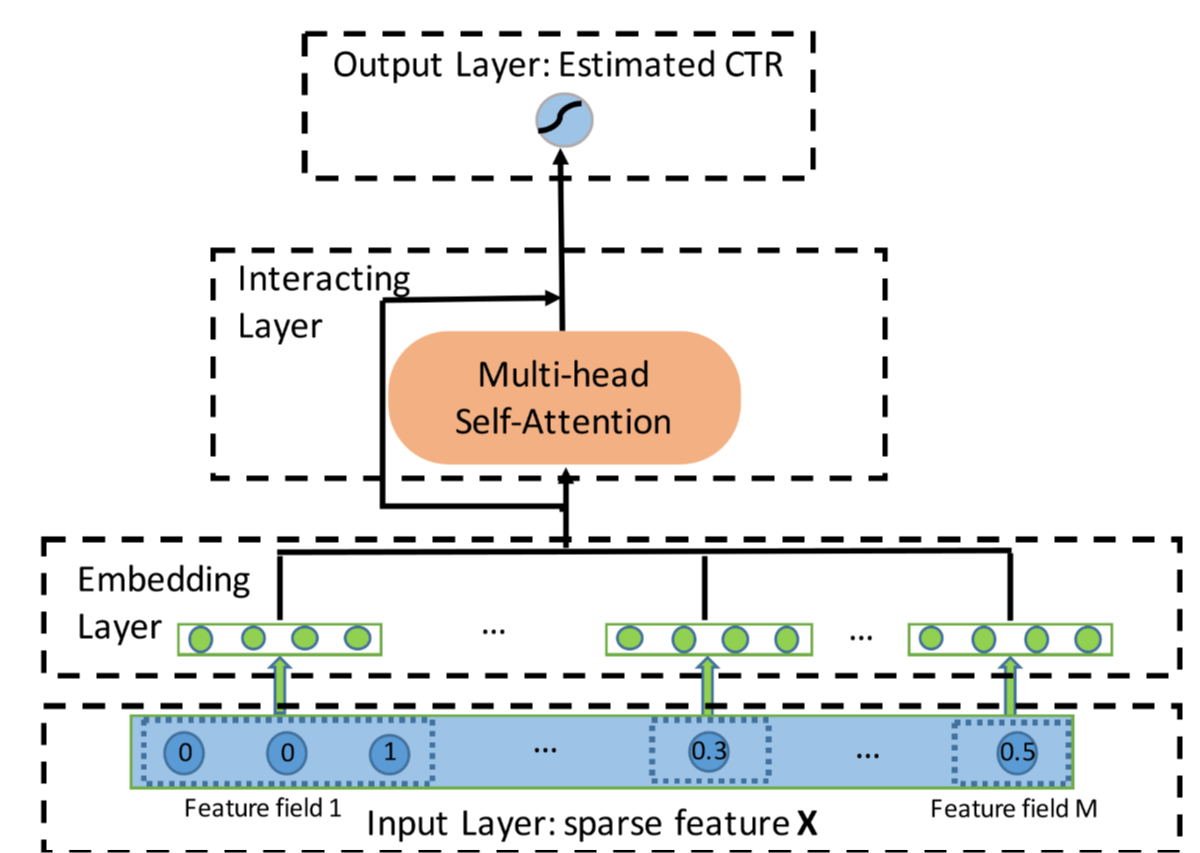 Output Layer: Estimated CTR
Interacting
Layer
Multi-head
Self-Attention
Embedding
Layer
...
...
0 0 1 ... 0.3 ... 0.5
Feature field 1
Feature field M
Input Layer: sparse feature X